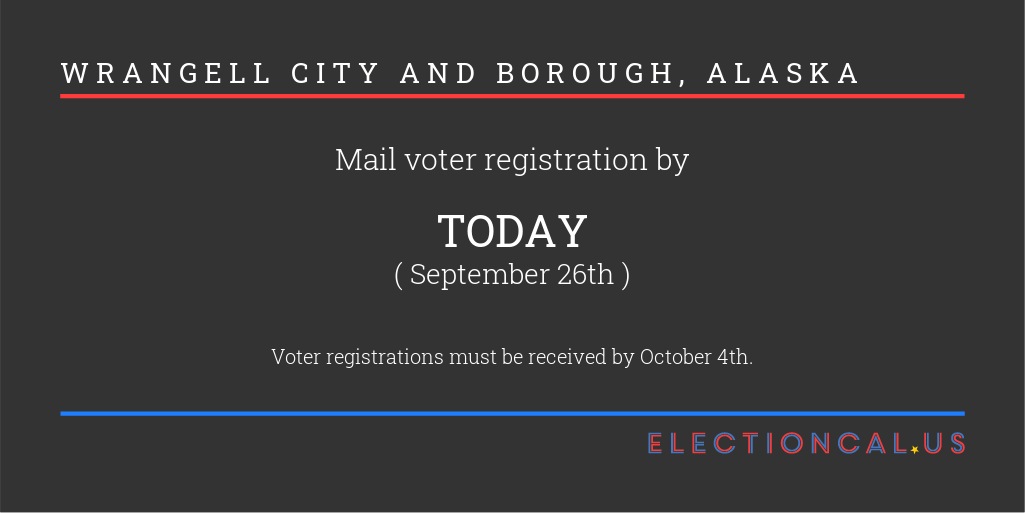 WRANGELL CITY AND BOROUGH, ALASKA
Mail voter registration by
TODAY
( September 26th )
Voter registrations must be received by October 4th.
ELECTIONCAL.US